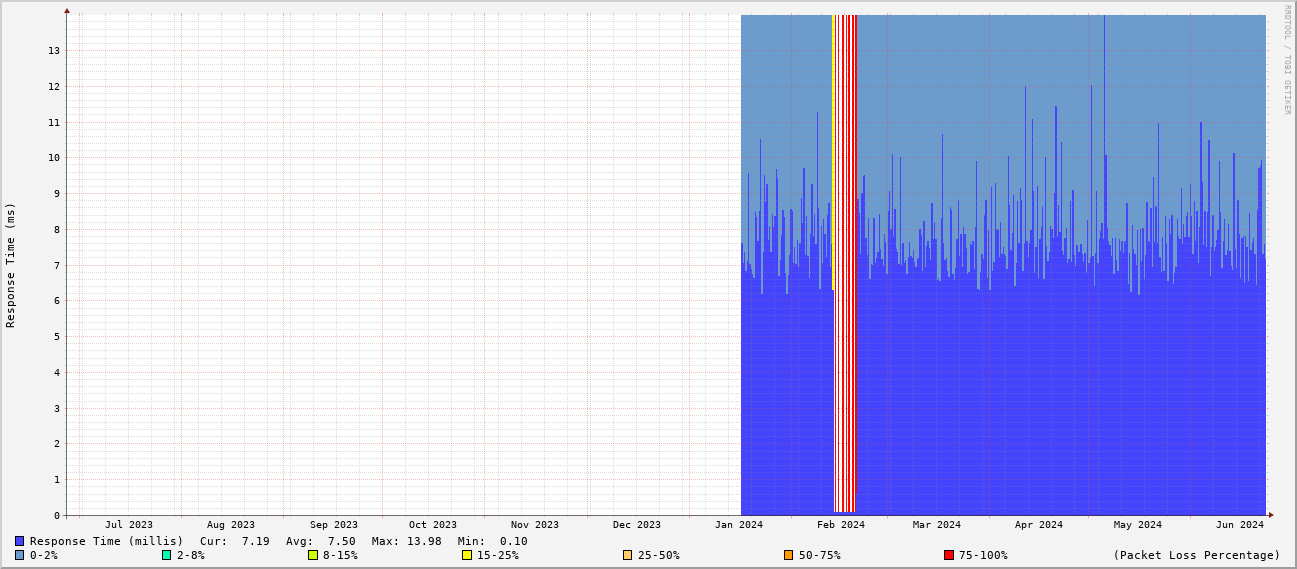 RRDTOOL / TOBI OETIKER
Response Time (ms)
13
12
11
10
9
8
7
6
5
4
3
2
1
0
Jul 2023 Aug 2023 Sep 2023 Oct 2023 Nov 2023 Dec 2023 Jan 2024 Feb 2024 Mar 2024 Apr 2024 May 2024 Jun 2024
Response Time (millis) Cur: 7.19 Avg: 7.50 Max: 13.98 Min: 0.10
0-2% 2-8% 8-15% 15-25% 25-50% 50-75% 75-100% (Packet Loss Percentage)